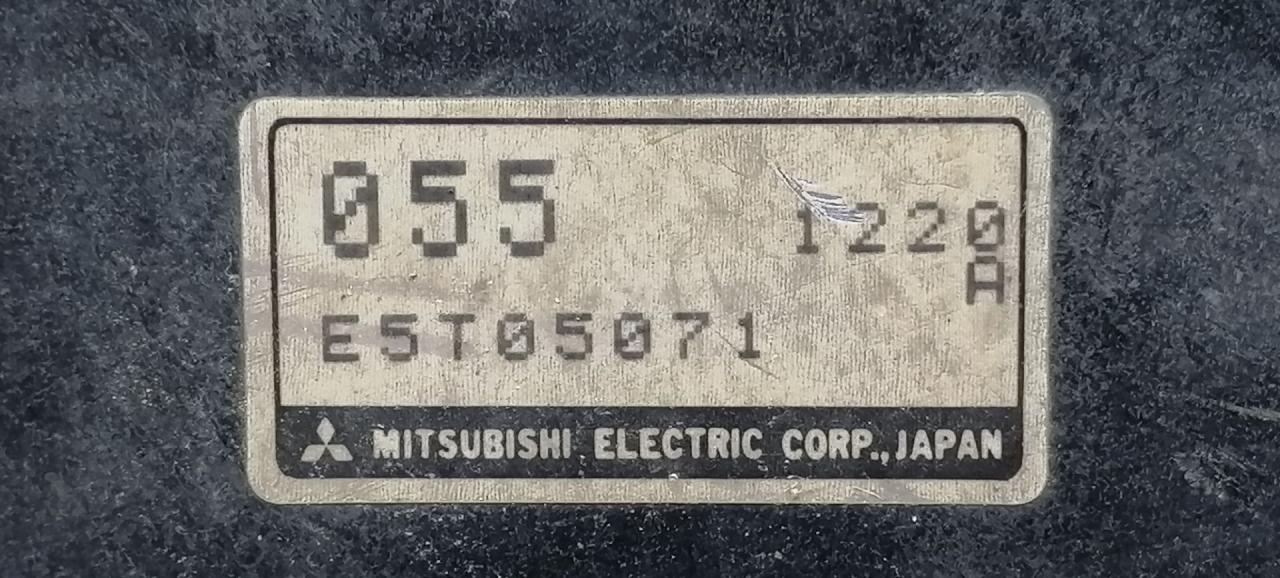 055 1220
A
E5T05071
MITSUBISHI ELECTRIC CORP., JAPAN